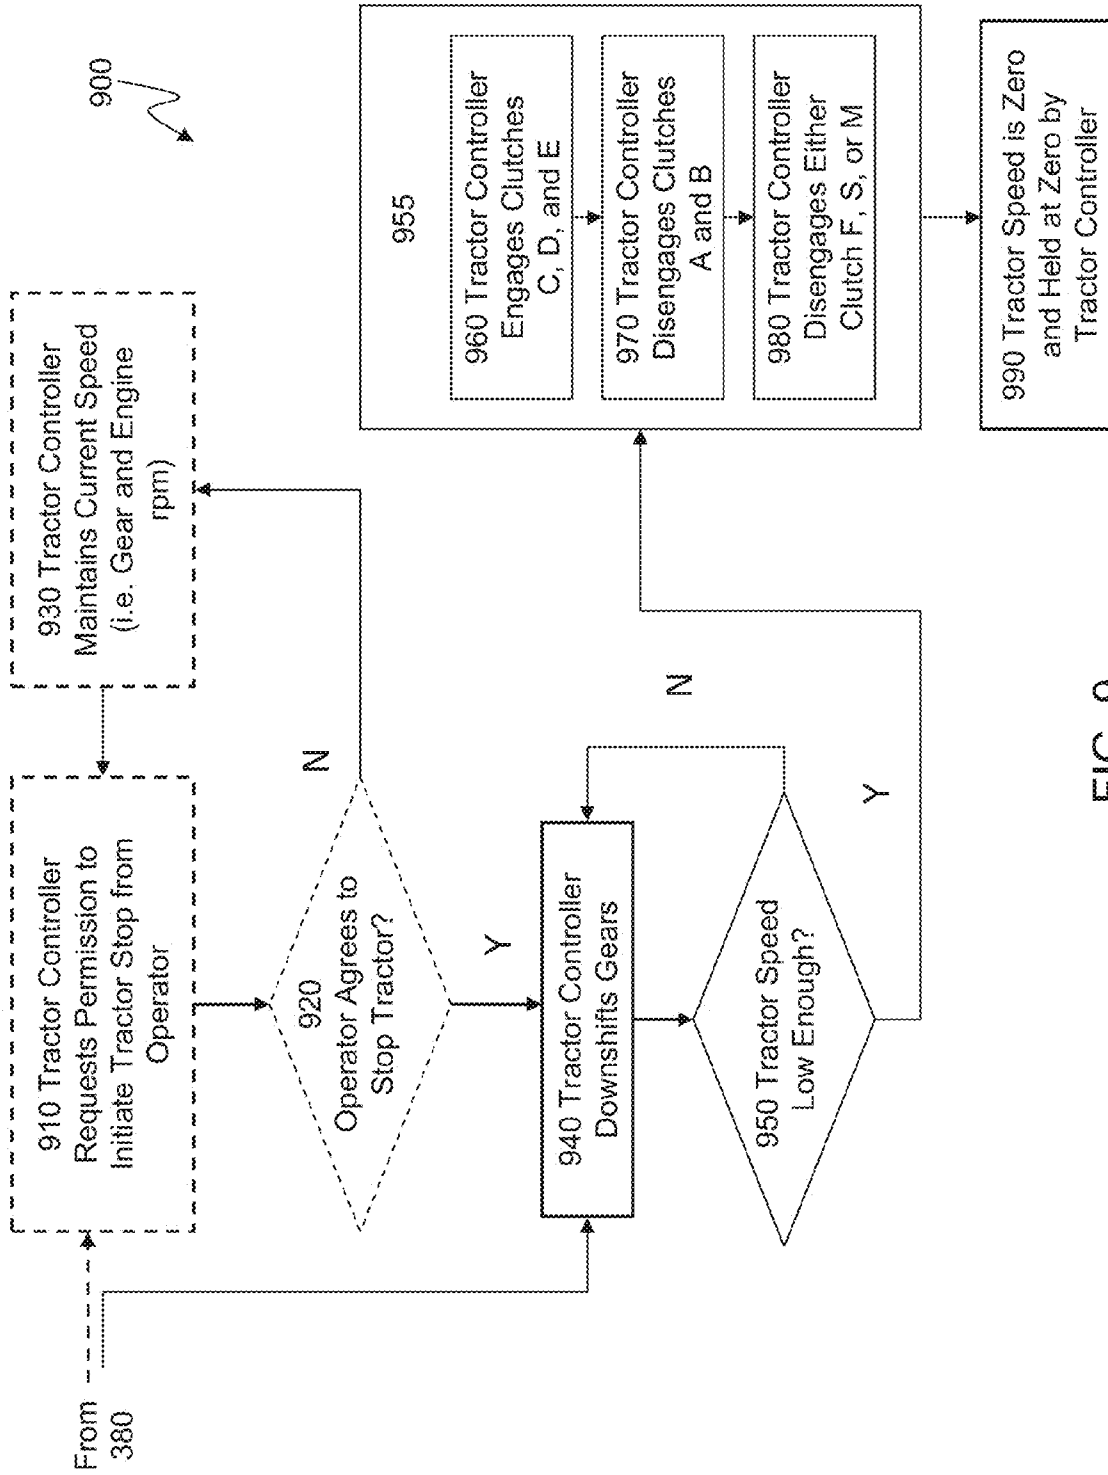 900
From
380
910 Tractor Controller
Requests Permission to
Initiate Tractor Stop from
Operator
930 Tractor Controller
Maintains Current Speed
(i.e. Gear and Engine
rpm)
920
Operator Agrees to
Stop Tractor?
N
Y
940 Tractor Controller
Downshifts Gears
950 Tractor Speed
Low Enough?
N
Y
955
960 Tractor Controller
Engages Clutches
C, D, and E
970 Tractor Controller
Disengages Clutches
A and B
980 Tractor Controller
Disengages Either
Clutch F, S, or M
990 Tractor Speed is Zero
and Held at Zero by
Tractor Controller
FIG. 9